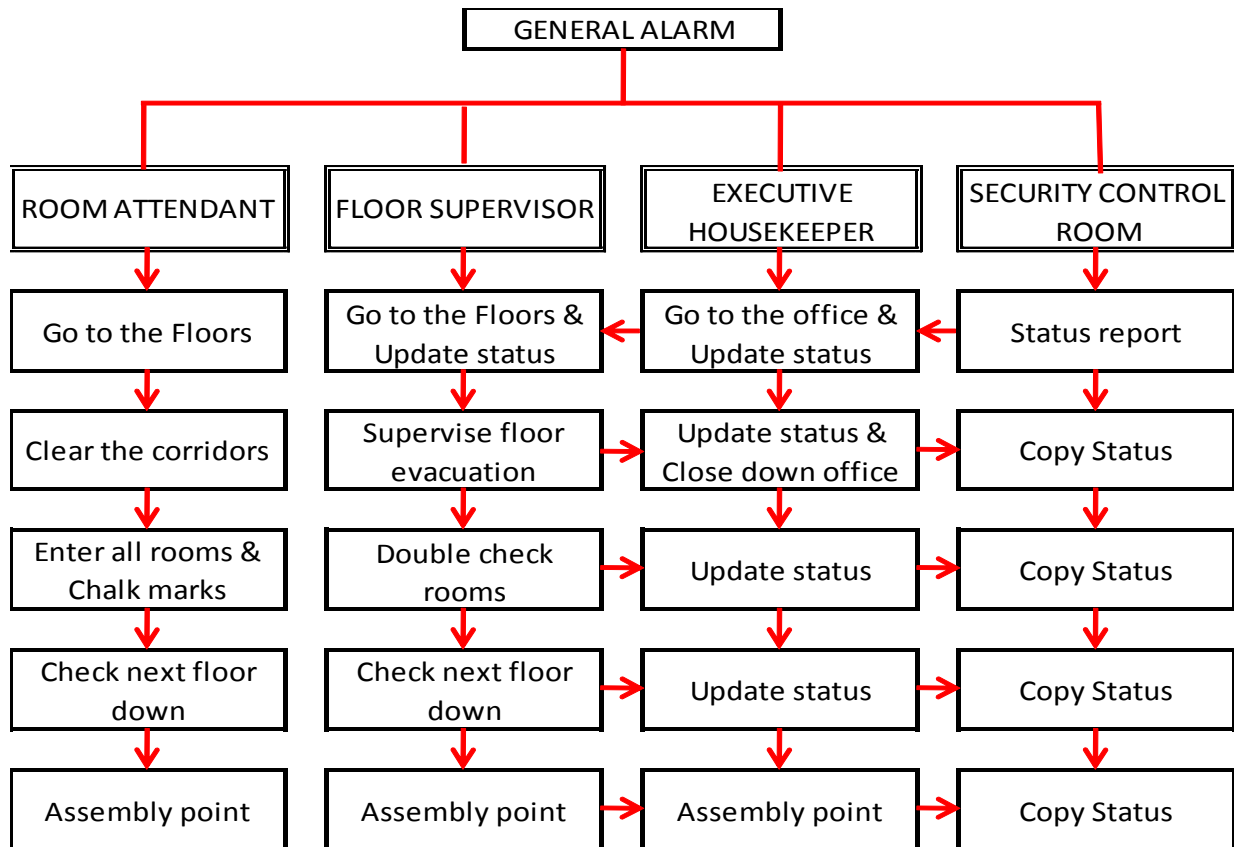 GENERAL ALARM
ROOM ATTENDANT
FLOOR SUPERVISOR
EXECUTIVE
HOUSEKEEPER
SECURITY CONTROL
ROOM
Go to the Floors
Go to the Floors &
Update status
Go to the office &
Update status
Status report
Clear the corridors
Supervise floor
evacuation
Update status &
Close down office
Copy Status
Enter all rooms &
Chalk marks
Double check
rooms
Update status
Copy Status
Check next floor
down
Check next floor
down
Update status
Copy Status
Assembly point
Assembly point
Assembly point
Copy Status